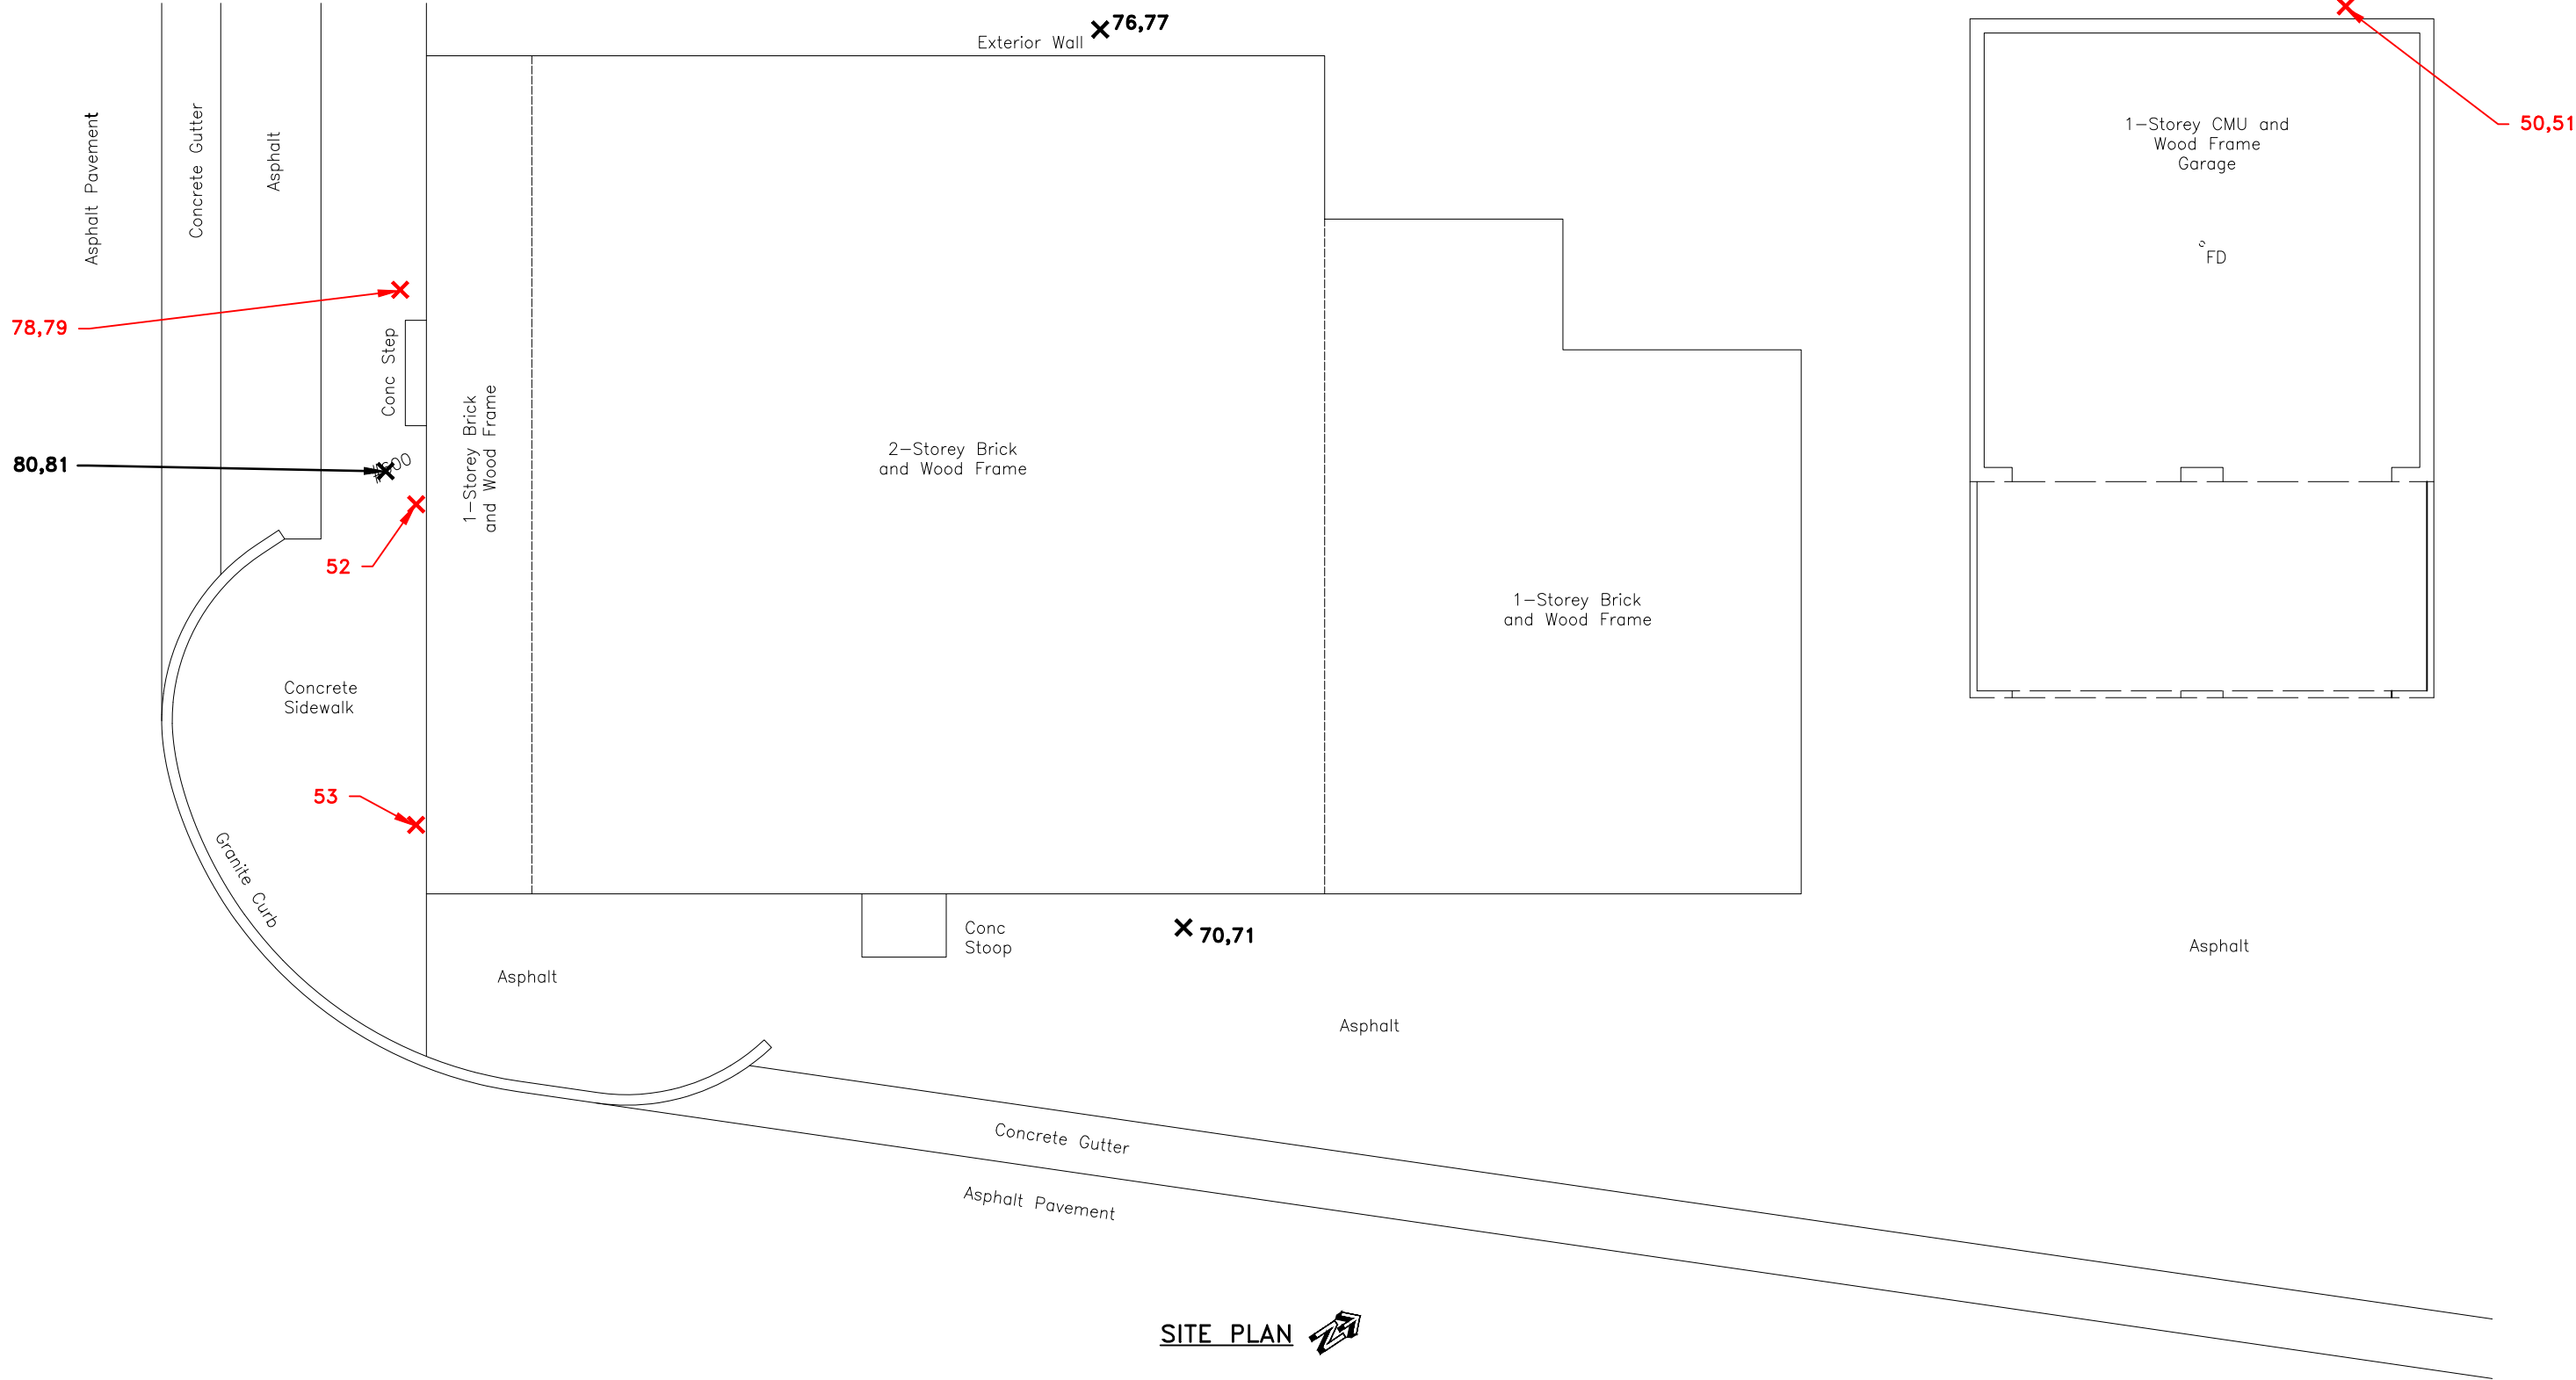 76,77
Exterior Wall
50,51
Asphalt Pavement
Concrete Gutter
Asphalt
1-Storey CMU and
Wood Frame
Garage
FD
78,79
Conc Step
80,81
#600
1-Storey Brick
and Wood Frame
2-Storey Brick
and Wood Frame
52
1-Storey Brick
and Wood Frame
Concrete
Sidewalk
53
Granite Curb
Conc
Stoop
70,71
Asphalt
Asphalt
Asphalt
Concrete Gutter
Asphalt Pavement
SITE PLAN
N